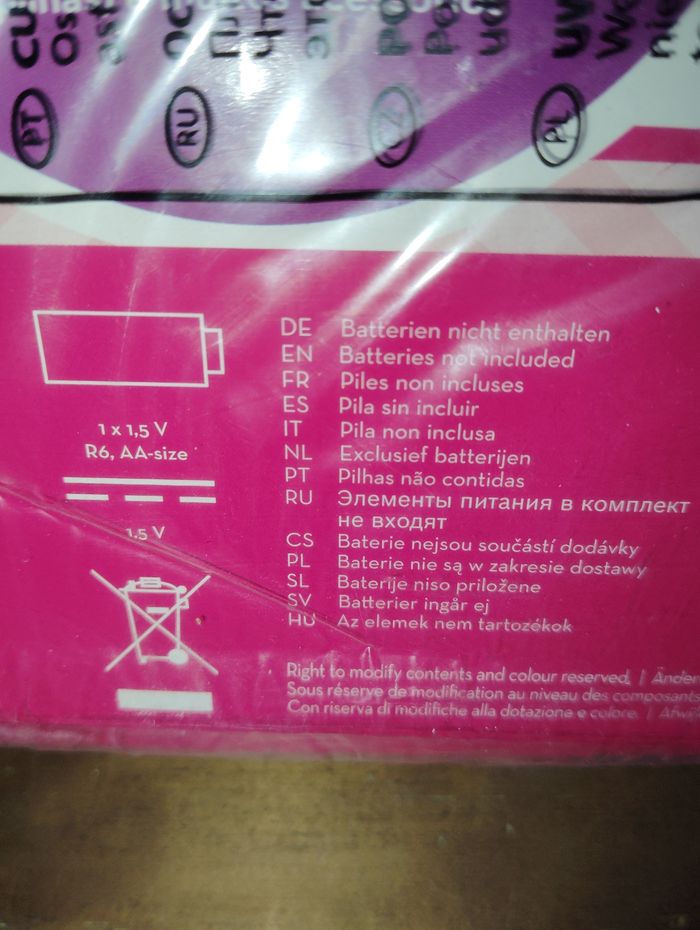 PT
RU
CZ
PL
1 x 1,5 V
R6, AA-size
1,5 V
DE Batterien nicht enthalten
EN Batteries not included
FR Piles non incluses
ES Pila sin incluir
IT Pila non inclusa
NL Exclusief batterijen
PT Pilhas não contidas
RU Элементы питания в комплект
не входят
CS Baterie nejsou součástí dodávky
PL Baterie nie są w zakresie dostawy
SL Baterije niso priložene
SV Batterier ingår ej
HU Az elemek nem tartozékok
Right to modify contents and colour reserved. |
Sous réserve de modification au niveau des
Con riserva di modifiche alla dotazione e colore. |